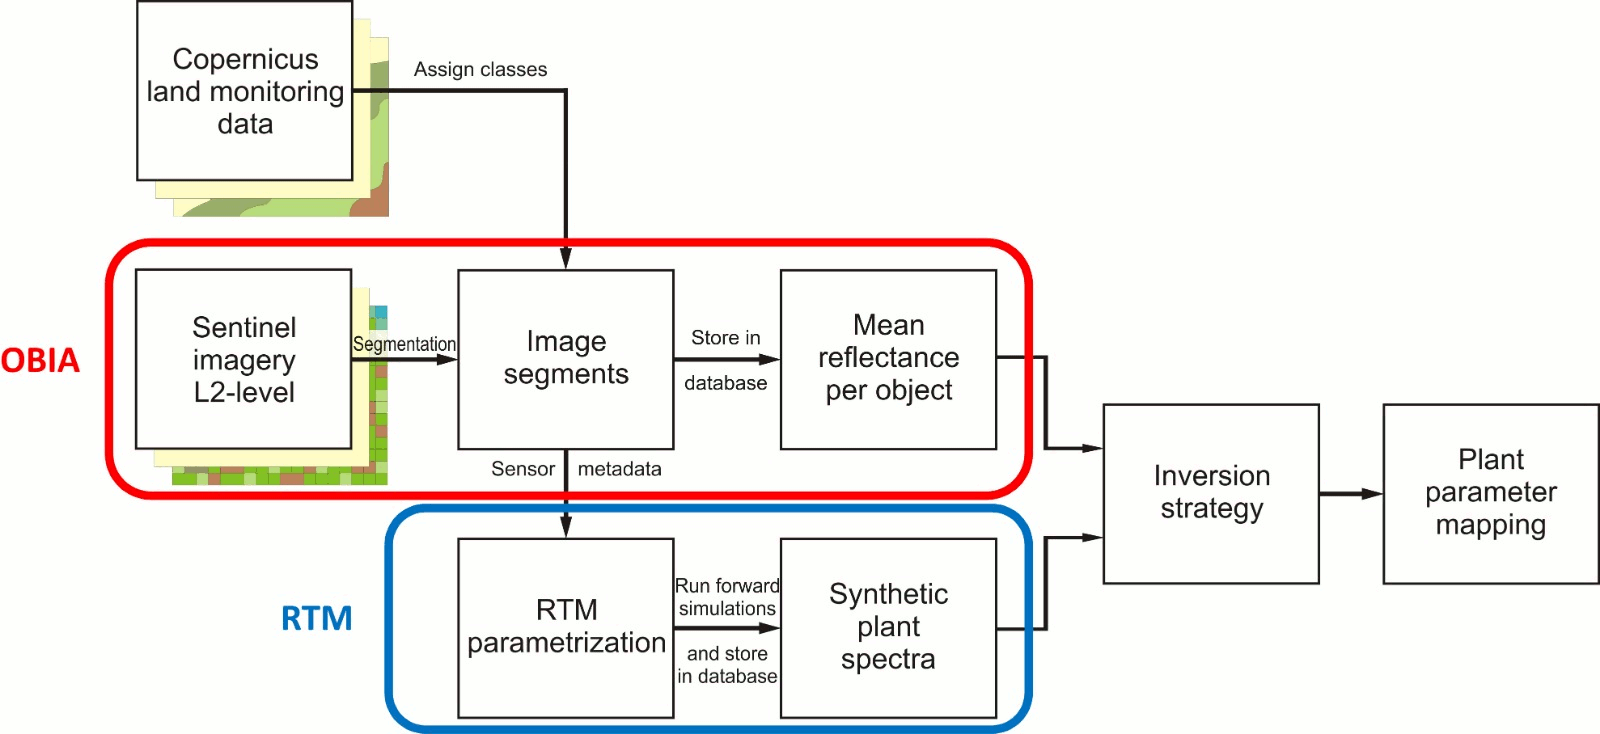 Copernicus
land monitoring
data
Assign classes
OBIA
Sentinel
imagery
L2-level
Segmentation
Image
segments
Store in
database
Mean
reflectance
per object
Sensor metadata
RTM
RTM
parametrization
Run forward
simulations
and store
in database
Synthetic
plant
spectra
Inversion
strategy
Plant
parameter
mapping